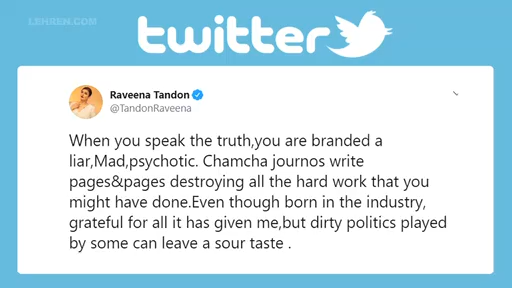 LEHREN.COM
twitter
Raveena Tandon
@TandonRaveena
When you speak the truth,you are branded a
liar,Mad,psychotic. Chamcha journos write
pages&pages destroying all the hard work that you
might have done.Even though born in the industry,
grateful for all it has given me,but dirty politics played
by some can leave a sour taste .